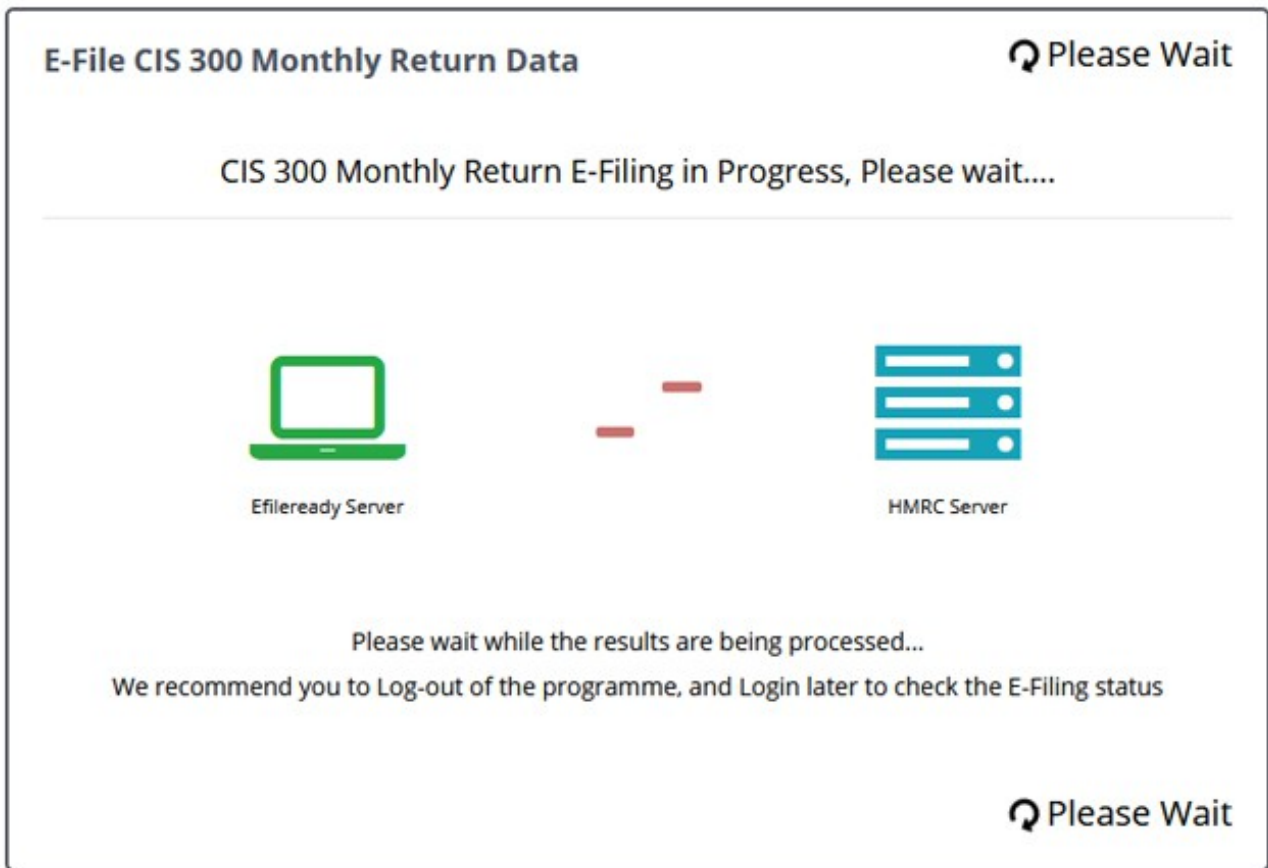 E-File CIS 300 Monthly Return Data
Please Wait
CIS 300 Monthly Return E-Filing in Progress, Please wait....
Efileready Server
HMRC Server
Please wait while the results are being processed...
We recommend you to Log-out of the programme, and Login later to check the E-Filing status
Please Wait